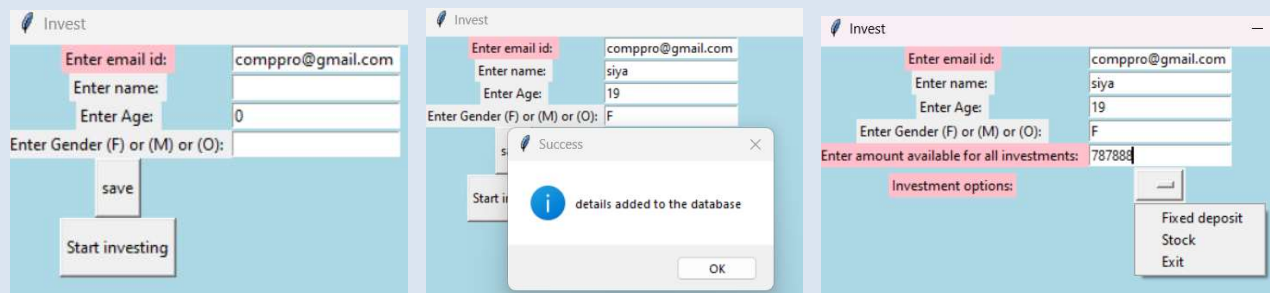 Invest
Enter email id: comppro@gmail.com
Enter name:
Enter Age: 0
Enter Gender (F) or (M) or (O):
save
Start investing
Invest
Enter email id: comppro@gmail.com
Enter name: siya
Enter Age: 19
Enter Gender (F) or (M) or (O): F
s
Start i
Success
details added to the database
OK
Invest
Enter email id: comppro@gmail.com
Enter name: siya
Enter Age: 19
Enter Gender (F) or (M) or (O): F
Enter amount available for all investments: 787888
Investment options:
Fixed deposit
Stock
Exit